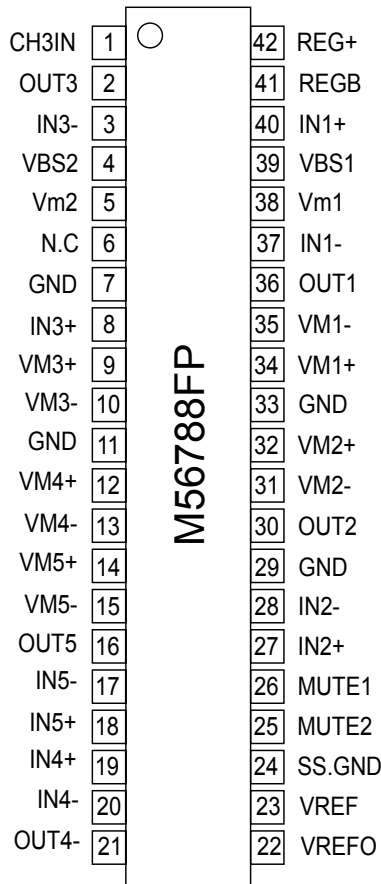 CH3IN 1 42 REG+
OUT3 2 41 REGB
IN3- 3 40 IN1+
VBS2 4 39 VBS1
Vm2 5 38 Vm1
N.C 6 37 IN1-
GND 7 36 OUT1
IN3+ 8 35 VM1-
VM3+ 9 34 VM1+
VM3- 10 33 GND
GND 11 32 VM2+
VM4+ 12 31 VM2-
VM4- 13 30 OUT2
VM5+ 14 29 GND
VM5- 15 28 IN2-
OUT5 16 27 IN2+
IN5- 17 26 MUTE1
IN5+ 18 25 MUTE2
IN4+ 19 24 SS.GND
IN4- 20 23 VREF
OUT4- 21 22 VREFO
M56788FP